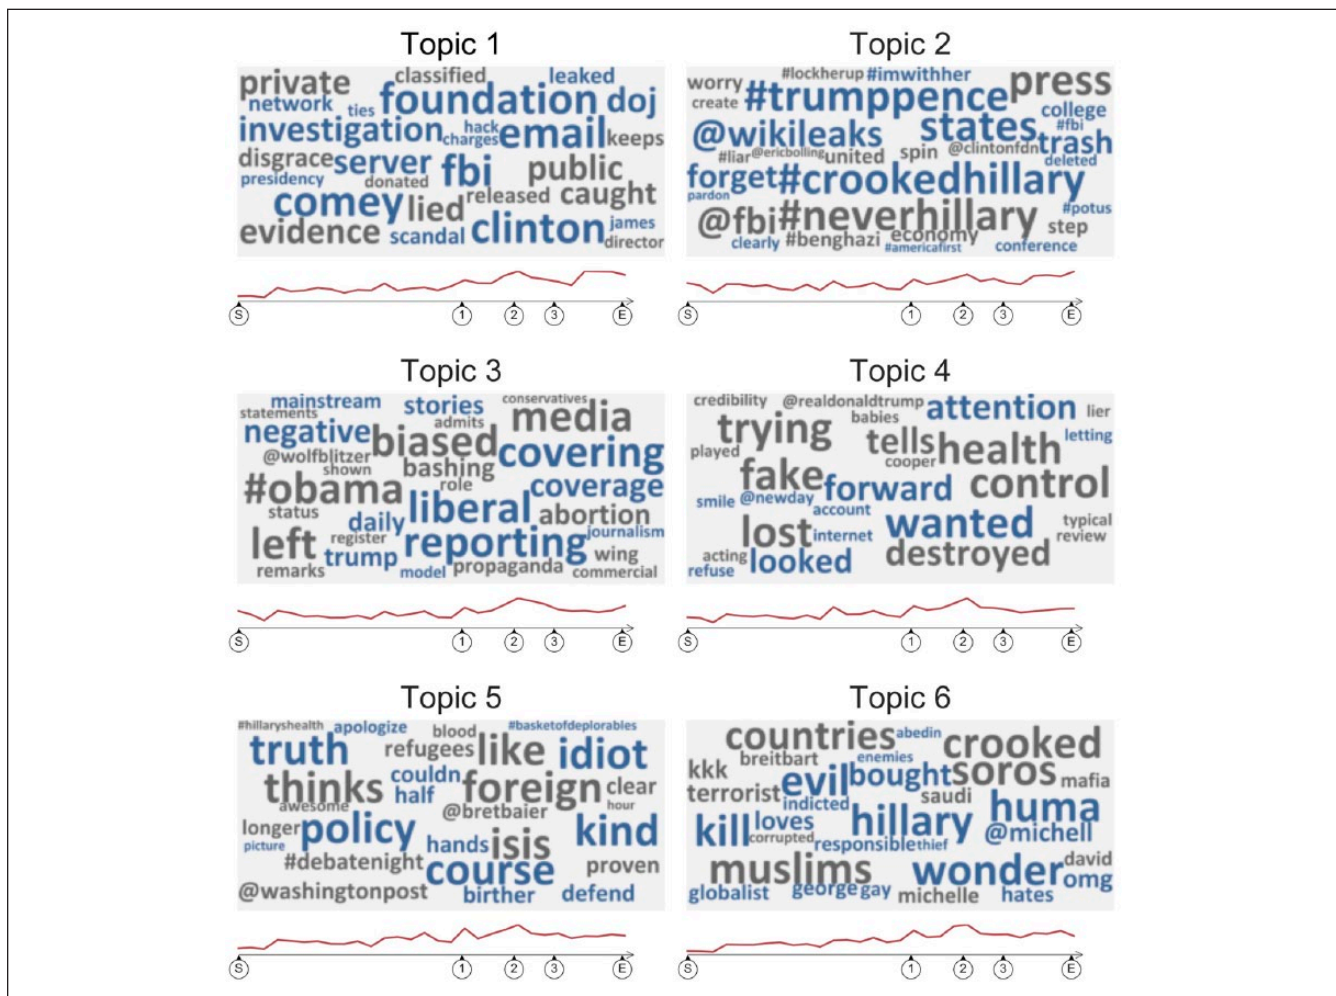 Topic 1
private classified leaked
network ties foundation doj
investigation hack charges email keeps
disgrace server fbi public
presidency donated released caught
comey lied james
evidence scandal clinton director
S 1 2 3 E
Topic 2
worry #lockherup #imwithher press
create #trumppence college
@wikileaks states #fbi
#liar @ericbolling united spin @clintonfdn trash
deleted
forget #crookedhillary
pardon
@fbi #neverhillary #potus
clearly #benghazi economy step
#americafirst conference
S 1 2 3 E
Topic 3
mainstream stories conservatives
statements admits media
negative biased covering
@wolfblitzer shown bashing
#obama role coverage
status liberal abortion
daily journalism
left register reporting wing
trump
remarks model propaganda commercial
S 1 2 3 E
Topic 4
credibility @realdonaldtrump attention lier
babies
trying tells health letting
played cooper
fake forward control
smile @newday account
lost internet wanted typical
review
acting looked destroyed
refuse
S 1 2 3 E
Topic 5
#hillaryshealth apologize blood #basketofdeplorables
truth refugees like idiot
thinks couldn foreign clear
awesome half hour
@bretbaier
longer policy kind
picture hands isis
#debatenight course proven
@washingtonpost birther defend
S 1 2 3 E
Topic 6
countries abedin crooked
breitbart enemies
kkk evil bought soros mafia
terrorist indicted saudi huma
kill loves hillary @michell
corrupted responsible thief
muslims wonder david
omg
globalist george gay michelle hates
S 1 2 3 E